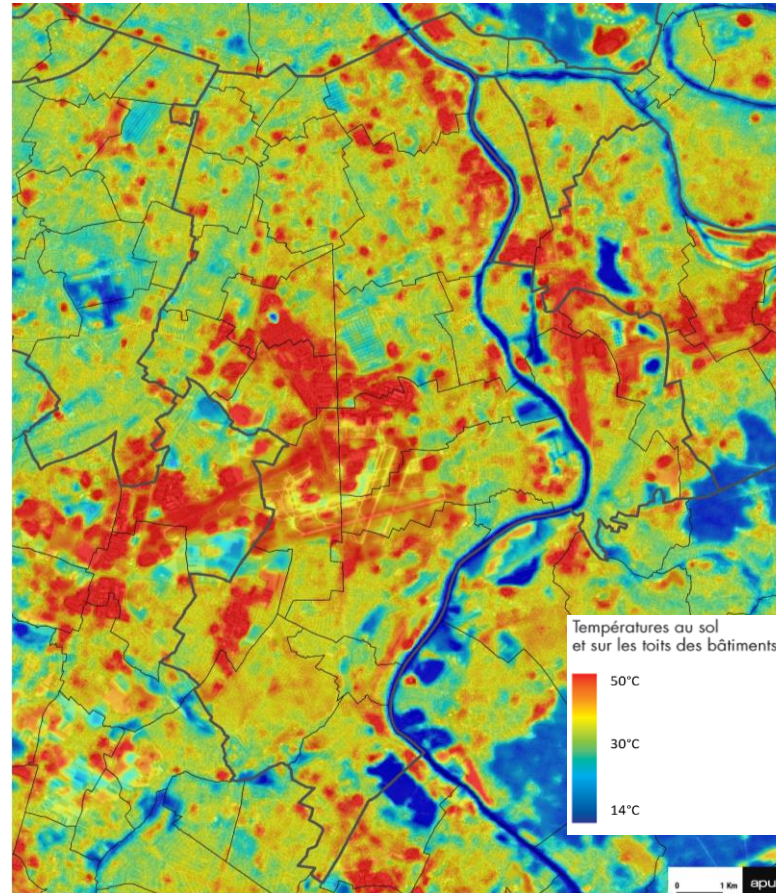 Températures au sol
et sur les toits des bâtiments
50°C
30°C
14°C
0 1 Km
apu